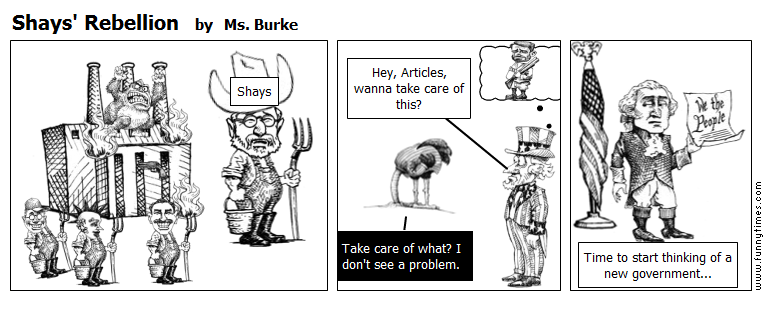 Shays' Rebellion by Ms. Burke
Shays
Hey, Articles,
wanna take care of
this?
Take care of what? I
don't see a problem.
We the
People
Time to start thinking of a
new government...
www.funnytimes.com